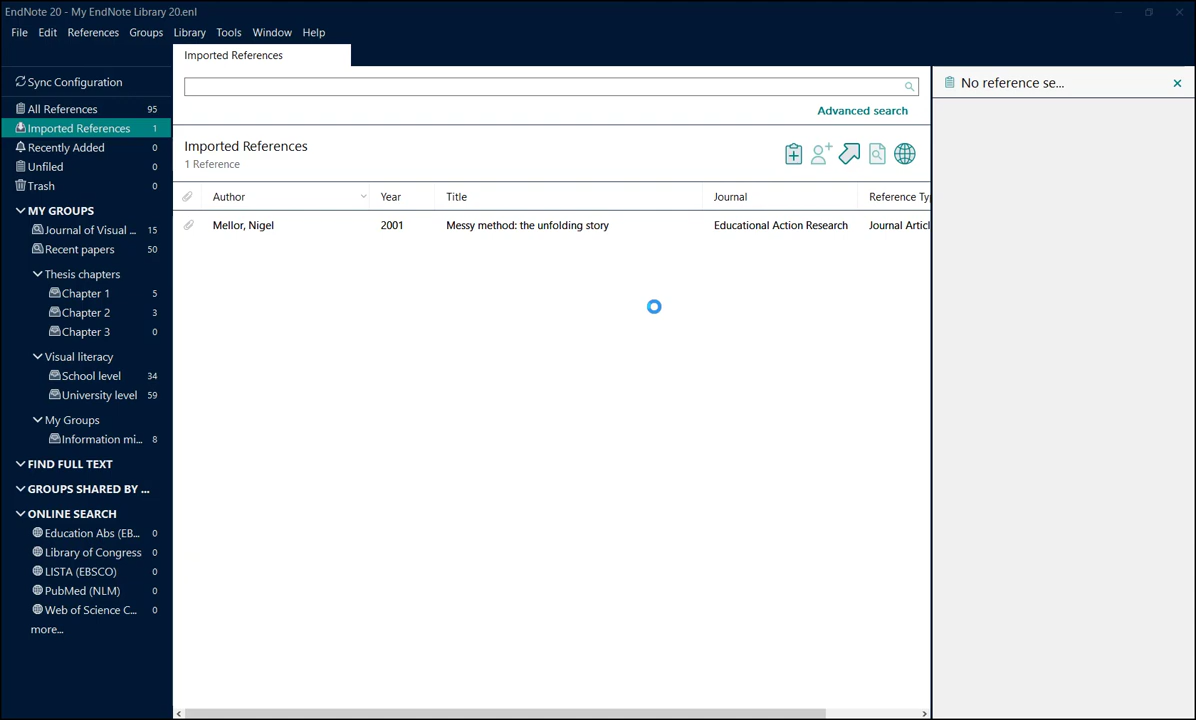 EndNote 20 - My EndNote Library 20.enl
File Edit References Groups Library Tools Window Help
Imported References
Sync Configuration
All References 95
Imported References 1
Recently Added 0
Unfiled 0
Trash 0
MY GROUPS
Journal of Visual ... 15
Recent papers 50
Thesis chapters
Chapter 1 5
Chapter 2 3
Chapter 3 0
Visual literacy
School level 34
University level 59
My Groups
Information mi... 8
FIND FULL TEXT
GROUPS SHARED BY ...
ONLINE SEARCH
Education Abs (EB... 0
Library of Congress 0
LISTA (EBSCO) 0
PubMed (NLM) 0
Web of Science C... 0
more...
Advanced search
Imported References
1 Reference
Author Year Title Journal Reference Ty
Mellor, Nigel 2001 Messy method: the unfolding story Educational Action Research Journal Articl
No reference se...